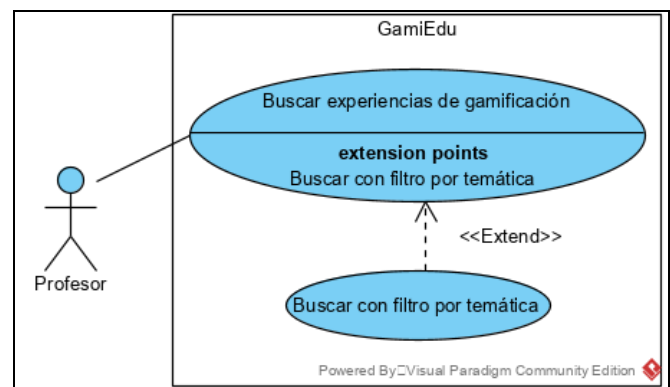 GamiEdu
Buscar experiencias de gamificación
extension points
Buscar con filtro por temática
<<Extend>>
Profesor
Buscar con filtro por temática
Powered By Visual Paradigm Community Edition